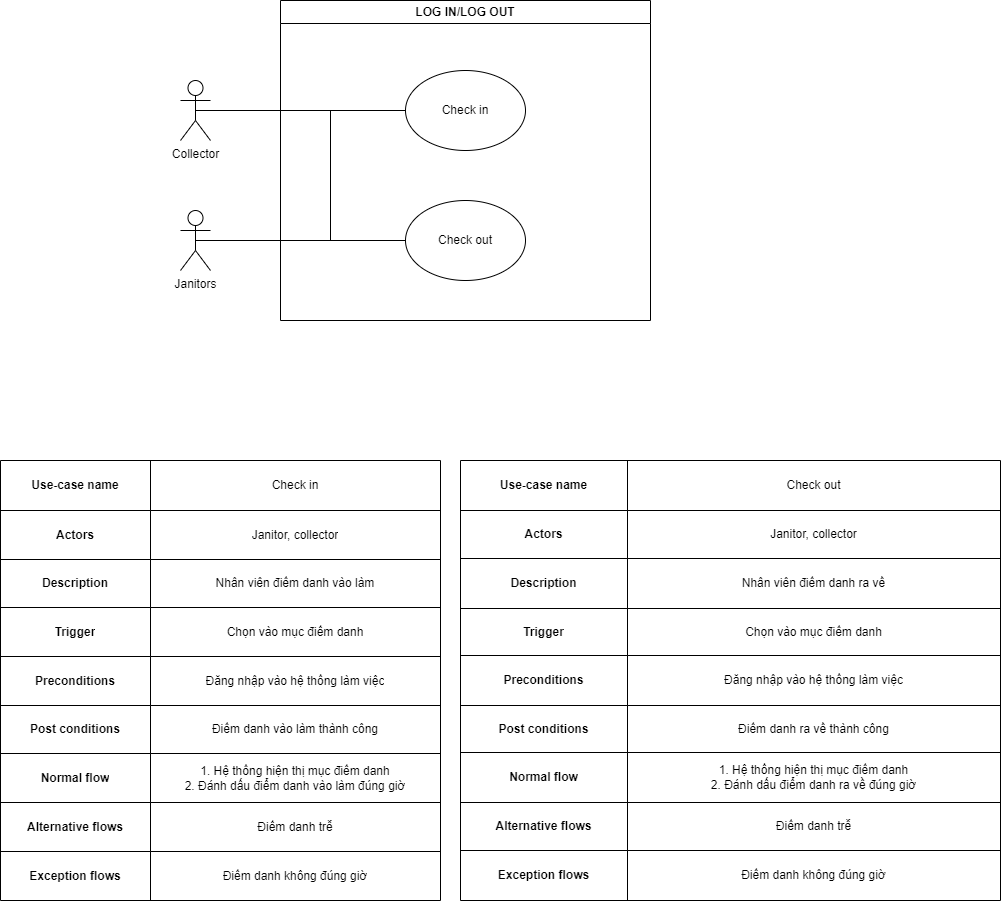 LOG IN/LOG OUT
Check in
Collector
Check out
Janitors
Use-case name
Check in
Actors
Janitor, collector
Description
Nhân viên điểm danh vào làm
Trigger
Chọn vào mục điểm danh
Preconditions
Đăng nhập vào hệ thống làm việc
Post conditions
Điểm danh vào làm thành công
Normal flow
1. Hệ thống hiện thị mục điểm danh
2. Đánh dấu điểm danh vào làm đúng giờ
Alternative flows
Điểm danh trễ
Exception flows
Điểm danh không đúng giờ
Use-case name
Check out
Actors
Janitor, collector
Description
Nhân viên điểm danh ra về
Trigger
Chọn vào mục điểm danh
Preconditions
Đăng nhập vào hệ thống làm việc
Post conditions
Điểm danh ra về thành công
Normal flow
1. Hệ thống hiện thị mục điểm danh
2. Đánh dấu điểm danh ra về đúng giờ
Alternative flows
Điểm danh trễ
Exception flows
Điểm danh không đúng giờ